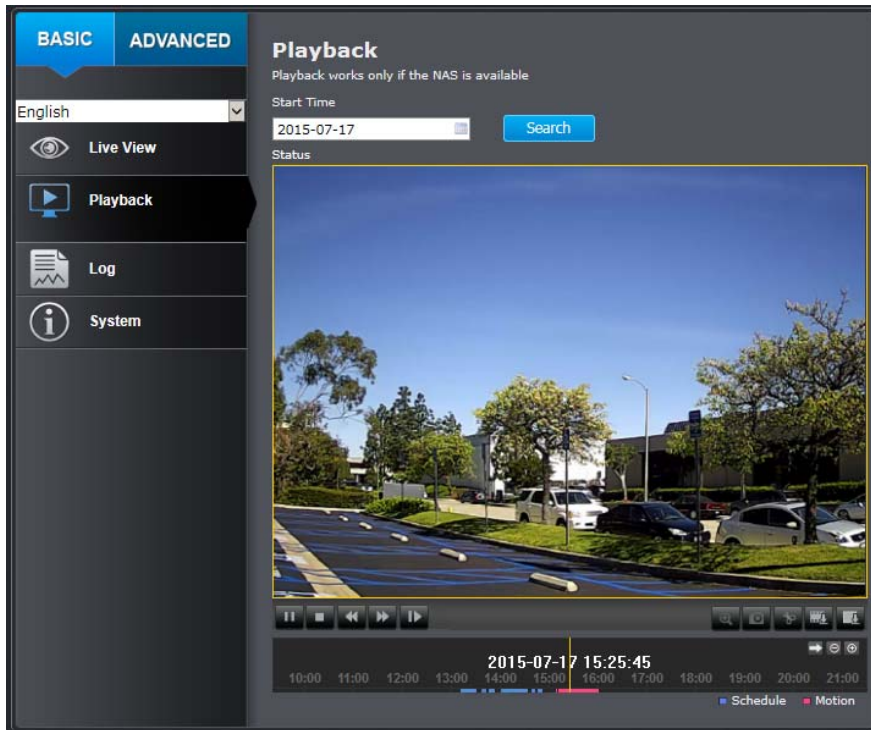 BASIC ADVANCED
English
Live View
Playback
Log
System
Playback
Playback works only if the NAS is available
Start Time
2015-07-17 Search
Status
2015-07-17 15:25:45
10:00 11:00 12:00 13:00 14:00 15:00 16:00 17:00 18:00 19:00 20:00 21:00
Schedule Motion